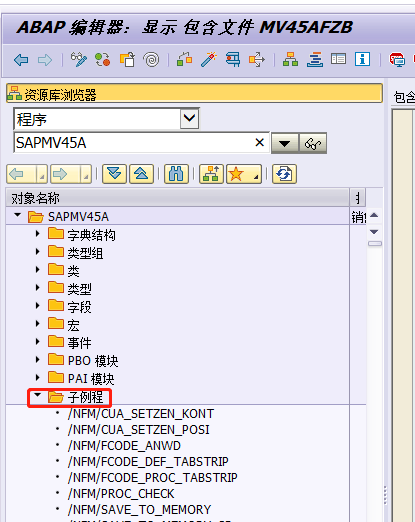 ABAP 编辑器：显示 包含文件 MV45AFZB
资源库浏览器
包含
程序
SAPMV45A
对象名称
SAPMV45A
字典结构
类型组
类
类型
字段
宏
事件
PBO 模块
PAI 模块
子例程
/NFM/CUA_SETZEN_KONT
/NFM/CUA_SETZEN_POSI
/NFM/FCODE_ANWD
/NFM/FCODE_DEF_TABSTRIP
/NFM/FCODE_PROC_TABSTRIP
/NFM/PROC_CHECK
/NFM/SAVE_TO_MEMORY